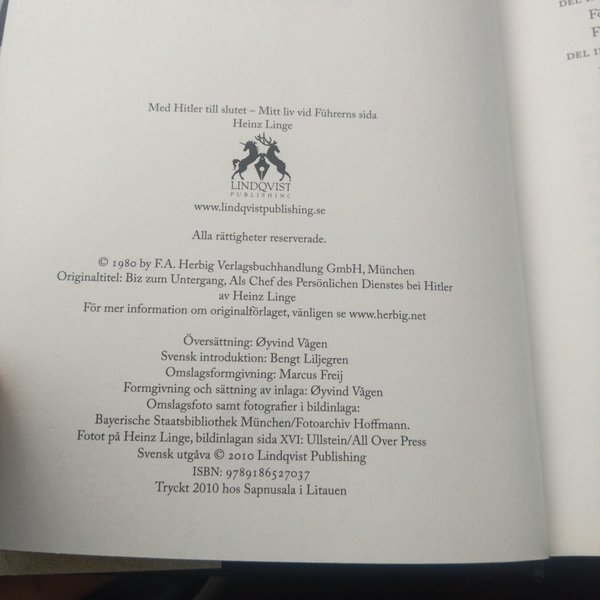 Med Hitler till slutet – Mitt liv vid Führerns sida
Heinz Linge
LINDQVIST
PUBLISHING
www.lindqvistpublishing.se
Alla rättigheter reserverade.
© 1980 by F.A. Herbig Verlagsbuchhandlung GmbH, München
Originaltitel: Biz zum Untergang, Als Chef des Persönlichen Dienstes bei Hitler
av Heinz Linge
För mer information om originalförlaget, vänligen se www.herbig.net
Översättning: Øyvind Vågen
Svensk introduktion: Bengt Liljegren
Omslagsformgivning: Marcus Freij
Formgivning och sättning av inlaga: Øyvind Vågen
Omslagsfoto samt fotografier i bildinlaga:
Bayerische Staatsbibliothek München/Fotoarchiv Hoffmann.
Fotot på Heinz Linge, bildinlagan sida XVI: Ullstein/All Over Press
Svensk utgåva © 2010 Lindqvist Publishing
ISBN: 9789186527037
Tryckt 2010 hos Sapnusala i Litauen
DEL
DEL